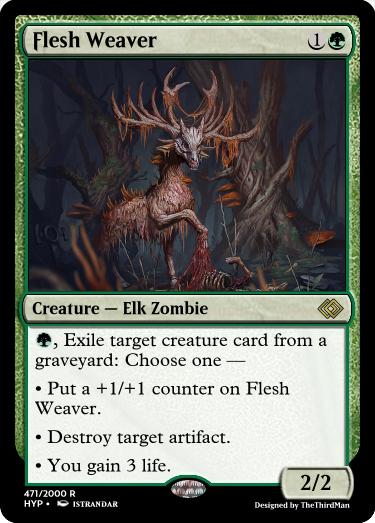 Flesh Weaver 1
Creature — Elk Zombie
, Exile target creature card from a
graveyard: Choose one —
• Put a +1/+1 counter on Flesh
Weaver.
• Destroy target artifact.
• You gain 3 life.
2/2
471/2000 R
HYP • ISTRANDAR
Designed by TheThirdMan